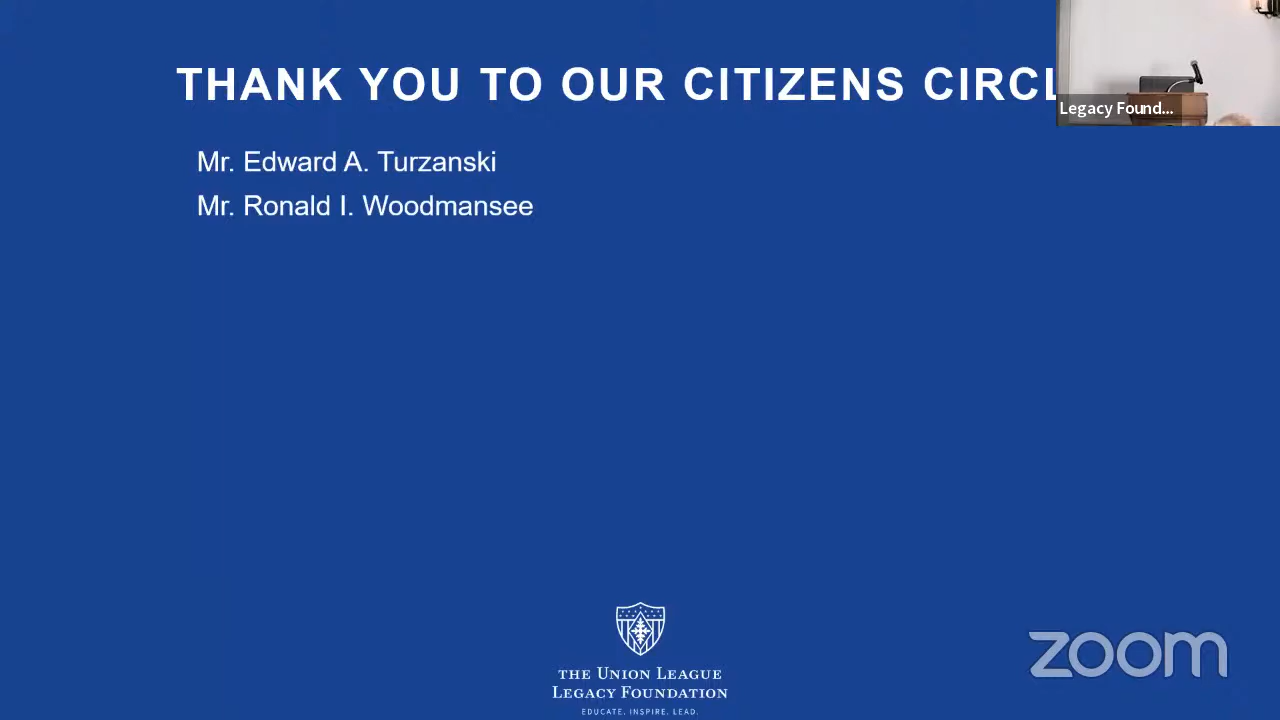 THANK YOU TO OUR CITIZENS CIRCL
Legacy Found...
Mr. Edward A. Turzanski
Mr. Ronald I. Woodmansee
THE UNION LEAGUE
LEGACY FOUNDATION
EDUCATE. INSPIRE. LEAD.
zoom